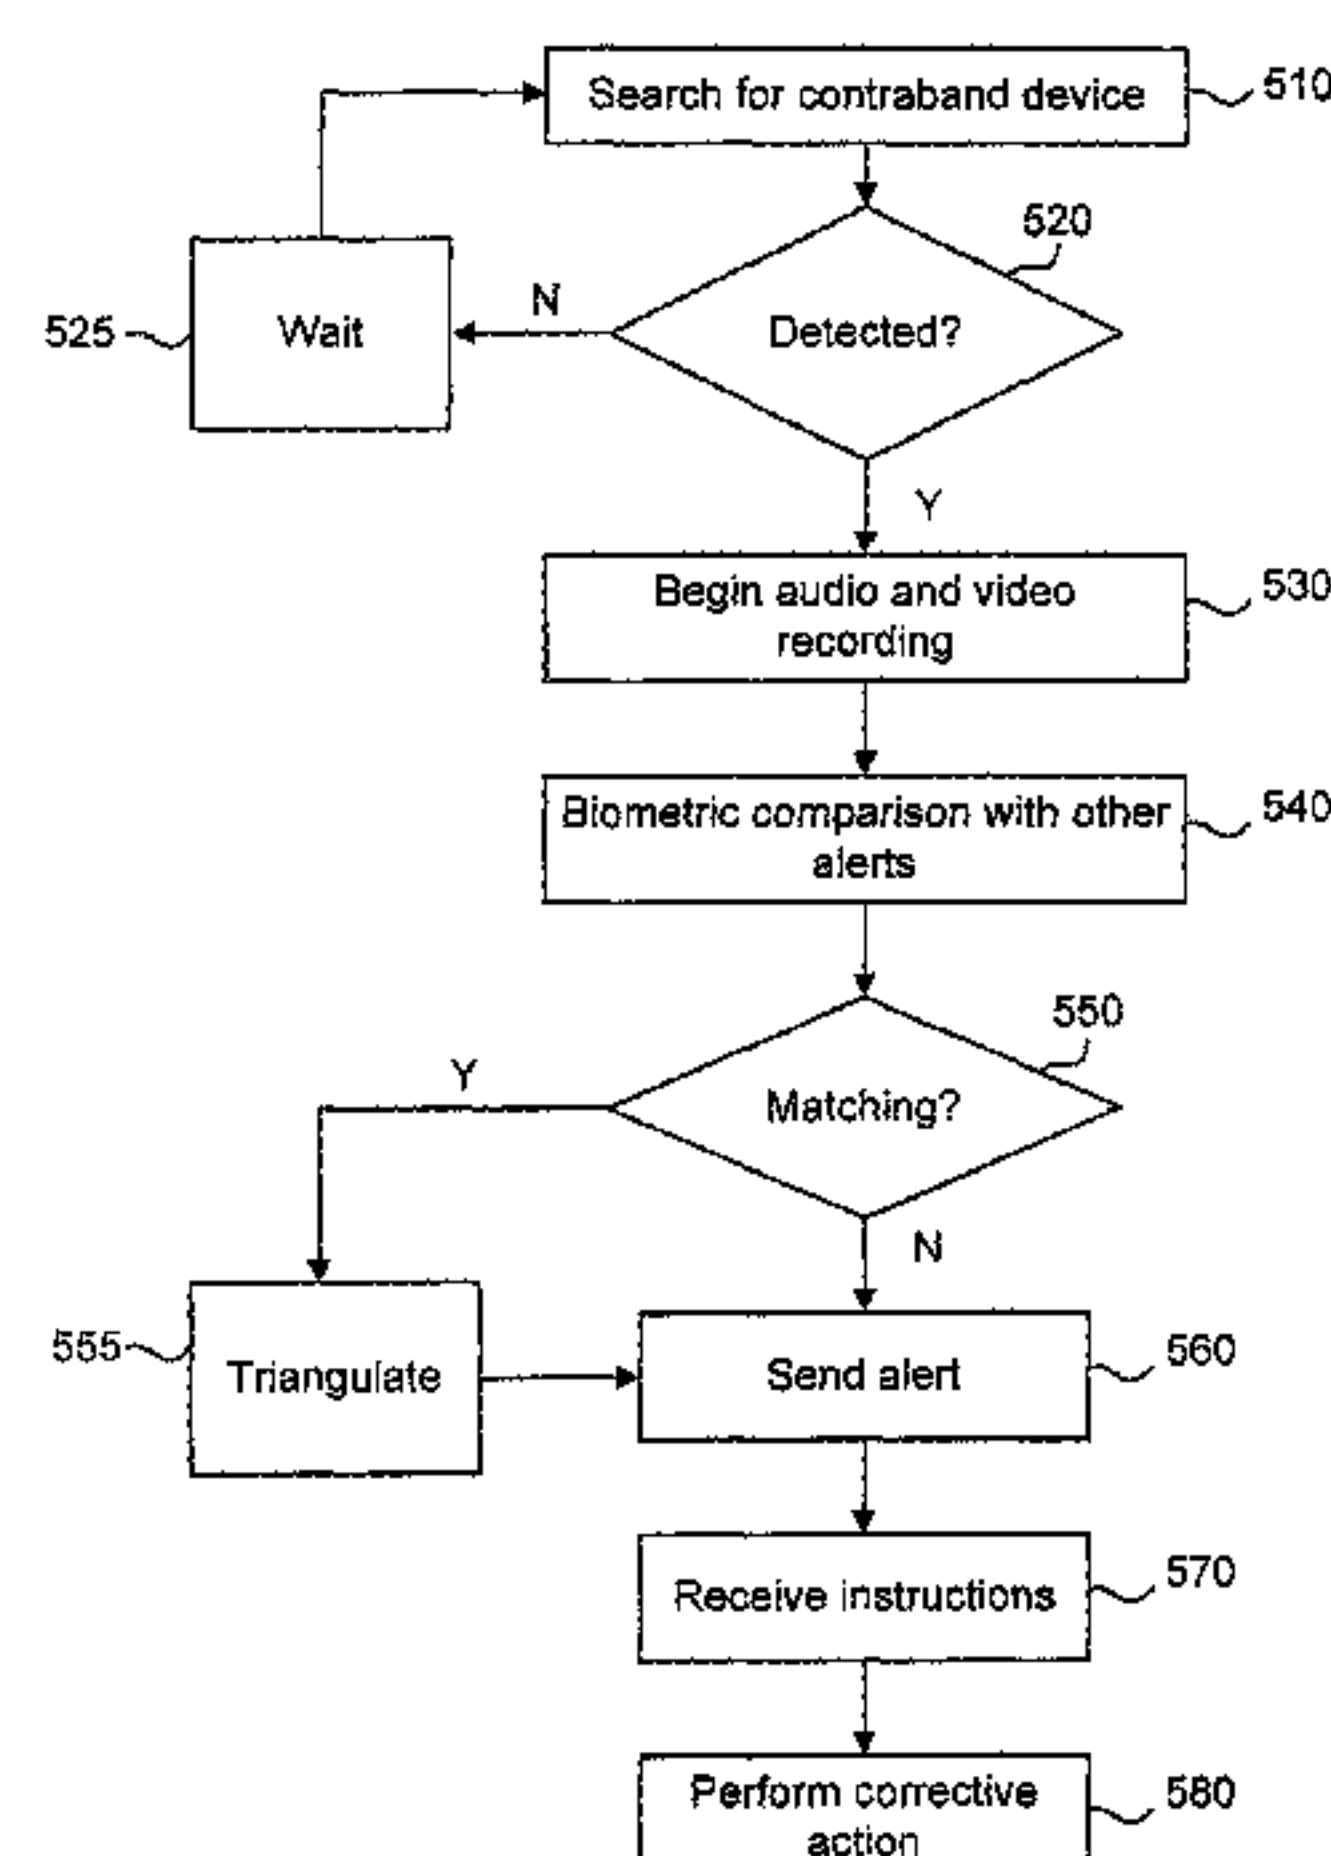 Search for contraband device
510
520
N
Detected?
525
Wait
Y
Begin audio and video
recording
530
Biometric comparison with other
alerts
540
550
Y
Matching?
N
555
Triangulate
Send alert
560
Receive instructions
570
Perform corrective
action
580